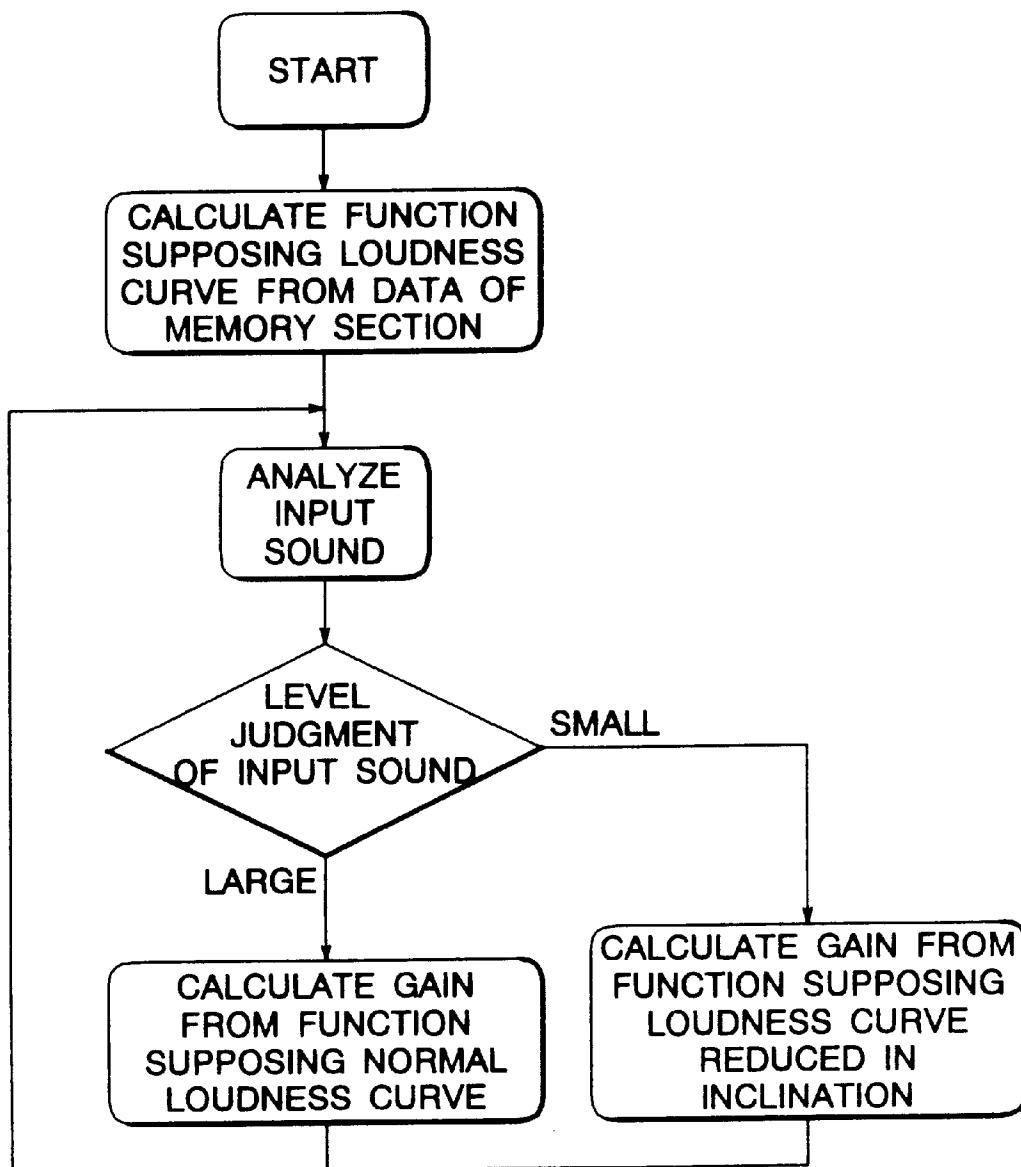 START
CALCULATE FUNCTION
SUPPOSING LOUDNESS
CURVE FROM DATA OF
MEMORY SECTION
ANALYZE
INPUT
SOUND
LEVEL
JUDGMENT
OF INPUT SOUND
SMALL
LARGE
CALCULATE GAIN
FROM FUNCTION
SUPPOSING NORMAL
LOUDNESS CURVE
CALCULATE GAIN FROM
FUNCTION SUPPOSING
LOUDNESS CURVE
REDUCED IN
INCLINATION